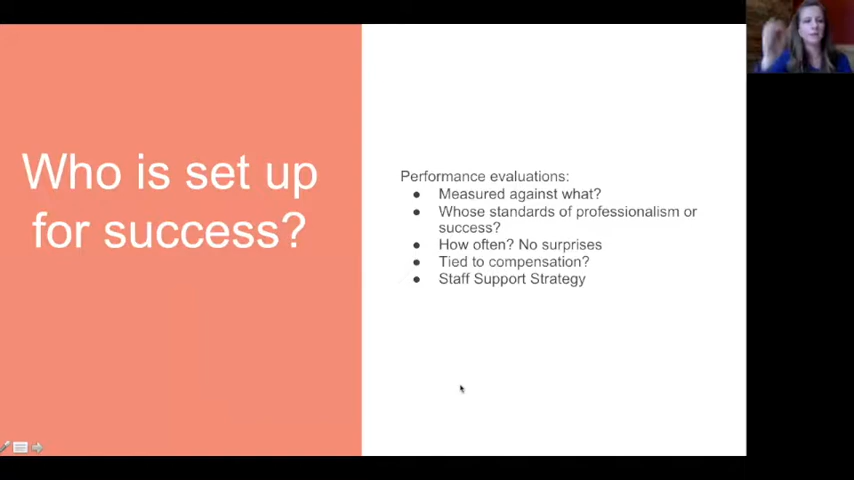 Who is set up
for success?
Performance evaluations:
● Measured against what?
● Whose standards of professionalism or
success?
● How often? No surprises
● Tied to compensation?
● Staff Support Strategy